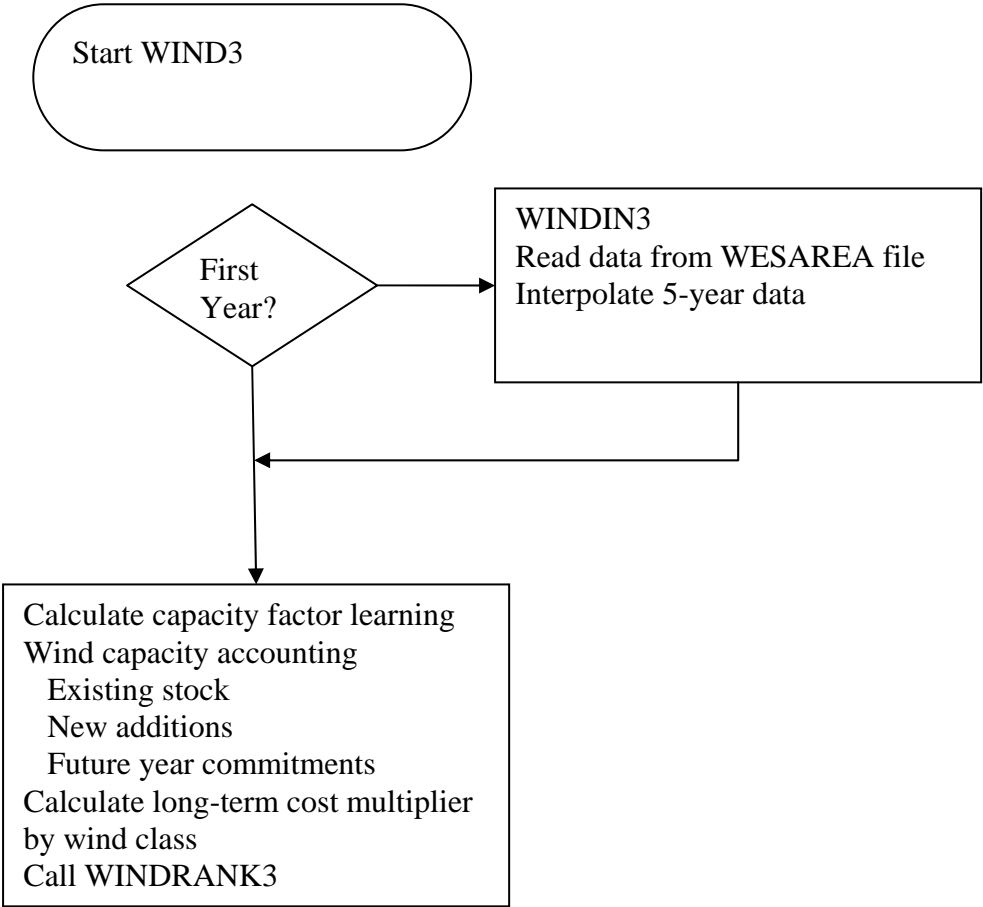 Start WIND3
First
Year?
WINDIN3
Read data from WESAREA file
Interpolate 5-year data
Calculate capacity factor learning
Wind capacity accounting
Existing stock
New additions
Future year commitments
Calculate long-term cost multiplier
by wind class
Call WINDRANK3